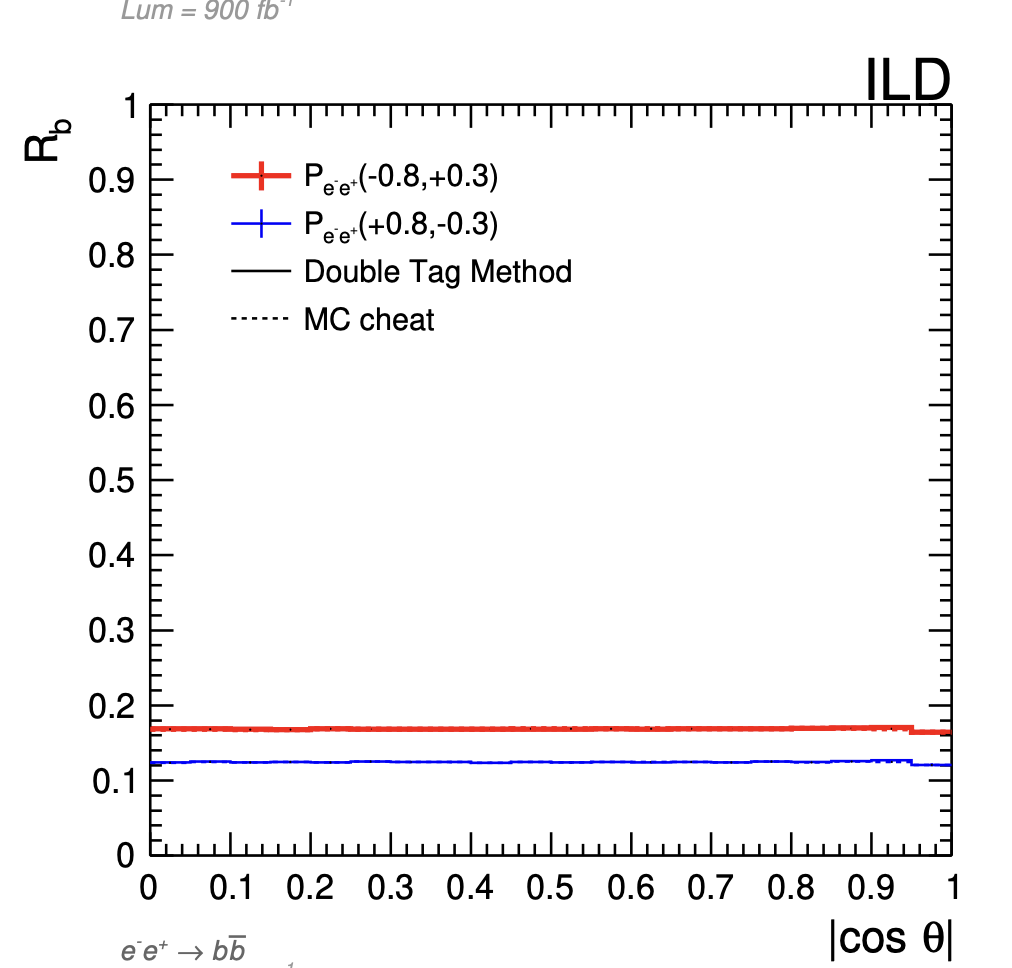 Lum = 900 fb⁻¹
ILD
R_b
1
0.9
0.8
0.7
0.6
0.5
0.4
0.3
0.2
0.1
0
P_e⁻e⁺(-0.8,+0.3)
P_e⁻e⁺(+0.8,-0.3)
Double Tag Method
MC cheat
0 0.1 0.2 0.3 0.4 0.5 0.6 0.7 0.8 0.9 1
|cos θ|
e⁻e⁺ → bb̅